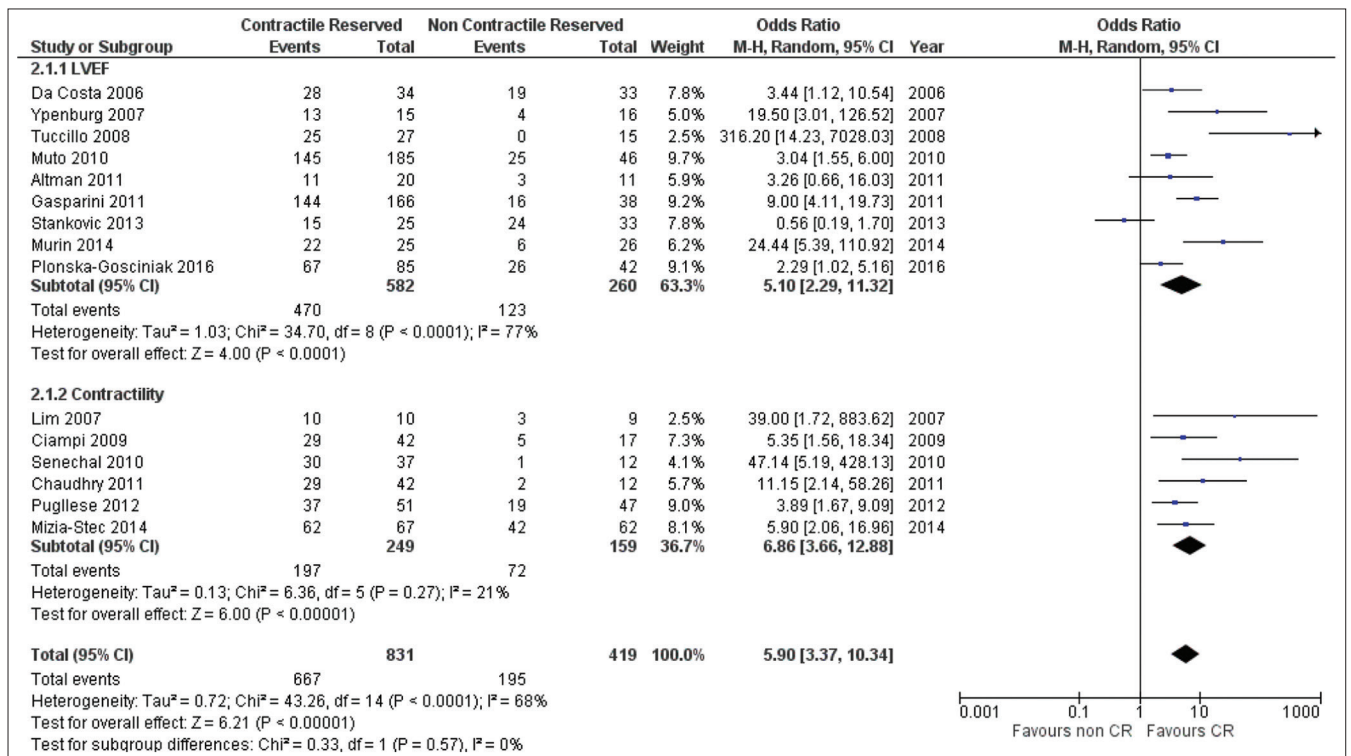 Contractile Reserved Non Contractile Reserved Odds Ratio Odds Ratio
Study or Subgroup Events Total Events Total Weight M-H, Random, 95% CI Year M-H, Random, 95% CI
2.1.1 LVEF
Da Costa 2006 28 34 19 33 7.8% 3.44 [1.12, 10.54] 2006
Ypenburg 2007 13 15 4 16 5.0% 19.50 [3.01, 126.52] 2007
Tuccillo 2008 25 27 0 15 2.5% 316.20 [14.23, 7028.03] 2008
Muto 2010 145 185 25 46 9.7% 3.04 [1.55, 6.00] 2010
Altman 2011 11 20 3 11 5.9% 3.26 [0.66, 16.03] 2011
Gasparini 2011 144 166 16 38 9.2% 9.00 [4.11, 19.73] 2011
Stankovic 2013 15 25 24 33 7.8% 0.56 [0.19, 1.70] 2013
Murin 2014 22 25 6 26 6.2% 24.44 [5.39, 110.92] 2014
Plonska-Gosciniak 2016 67 85 26 42 9.1% 2.29 [1.02, 5.16] 2016
Subtotal (95% CI) 582 260 63.3% 5.10 [2.29, 11.32]
Total events 470 123
Heterogeneity: Tau² = 1.03; Chi² = 34.70, df = 8 (P < 0.0001); I² = 77%
Test for overall effect: Z = 4.00 (P < 0.0001)
2.1.2 Contractility
Lim 2007 10 10 3 9 2.5% 39.00 [1.72, 883.62] 2007
Ciampi 2009 29 42 5 17 7.3% 5.35 [1.56, 18.34] 2009
Senechal 2010 30 37 1 12 4.1% 47.14 [5.19, 428.13] 2010
Chaudhry 2011 29 42 2 12 5.7% 11.15 [2.14, 58.26] 2011
Pugllese 2012 37 51 19 47 9.0% 3.89 [1.67, 9.09] 2012
Mizia-Stec 2014 62 67 42 62 8.1% 5.90 [2.06, 16.96] 2014
Subtotal (95% CI) 249 159 36.7% 6.86 [3.66, 12.88]
Total events 197 72
Heterogeneity: Tau² = 0.13; Chi² = 6.36, df = 5 (P = 0.27); I² = 21%
Test for overall effect: Z = 6.00 (P < 0.00001)
Total (95% CI) 831 419 100.0% 5.90 [3.37, 10.34]
Total events 667 195
Heterogeneity: Tau² = 0.72; Chi² = 43.26, df = 14 (P < 0.0001); I² = 68%
Test for overall effect: Z = 6.21 (P < 0.00001)
Test for subgroup differences: Chi² = 0.33, df = 1 (P = 0.57), I² = 0%
0.001 0.1 1 10 1000
Favours non CR Favours CR